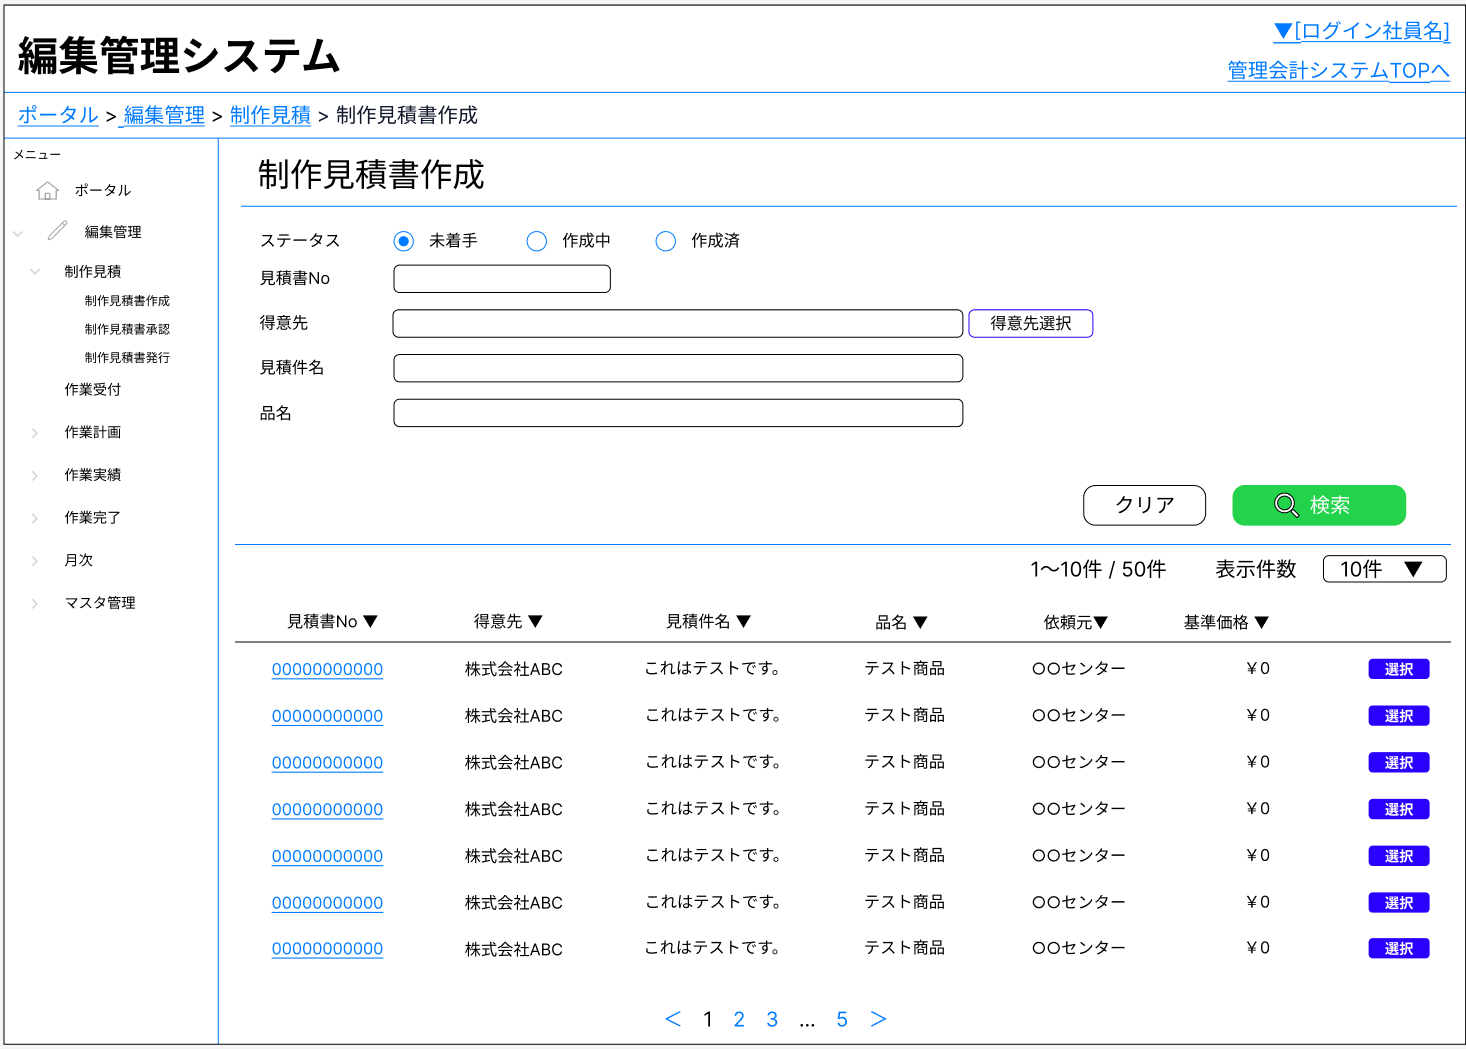 編集管理システム
▼[ログイン社員名]
管理会計システムTOPへ
ポータル > 編集管理 > 制作見積 > 制作見積書作成
メニュー
ポータル
編集管理
制作見積
制作見積書作成
制作見積書承認
制作見積書発行
作業受付
作業計画
作業実績
作業完了
月次
マスタ管理
制作見積書作成
ステータス 未着手 作成中 作成済
見積書No
得意先 得意先選択
見積件名
品名
クリア 検索
1〜10件 / 50件 表示件数 10件 ▼
見積書No ▼ 得意先 ▼ 見積件名 ▼ 品名 ▼ 依頼元▼ 基準価格 ▼
00000000000 株式会社ABC これはテストです。 テスト商品 〇〇センター ￥0 選択
00000000000 株式会社ABC これはテストです。 テスト商品 〇〇センター ￥0 選択
00000000000 株式会社ABC これはテストです。 テスト商品 〇〇センター ￥0 選択
00000000000 株式会社ABC これはテストです。 テスト商品 〇〇センター ￥0 選択
00000000000 株式会社ABC これはテストです。 テスト商品 〇〇センター ￥0 選択
00000000000 株式会社ABC これはテストです。 テスト商品 〇〇センター ￥0 選択
00000000000 株式会社ABC これはテストです。 テスト商品 〇〇センター ￥0 選択
＜ 1 2 3 ... 5 ＞